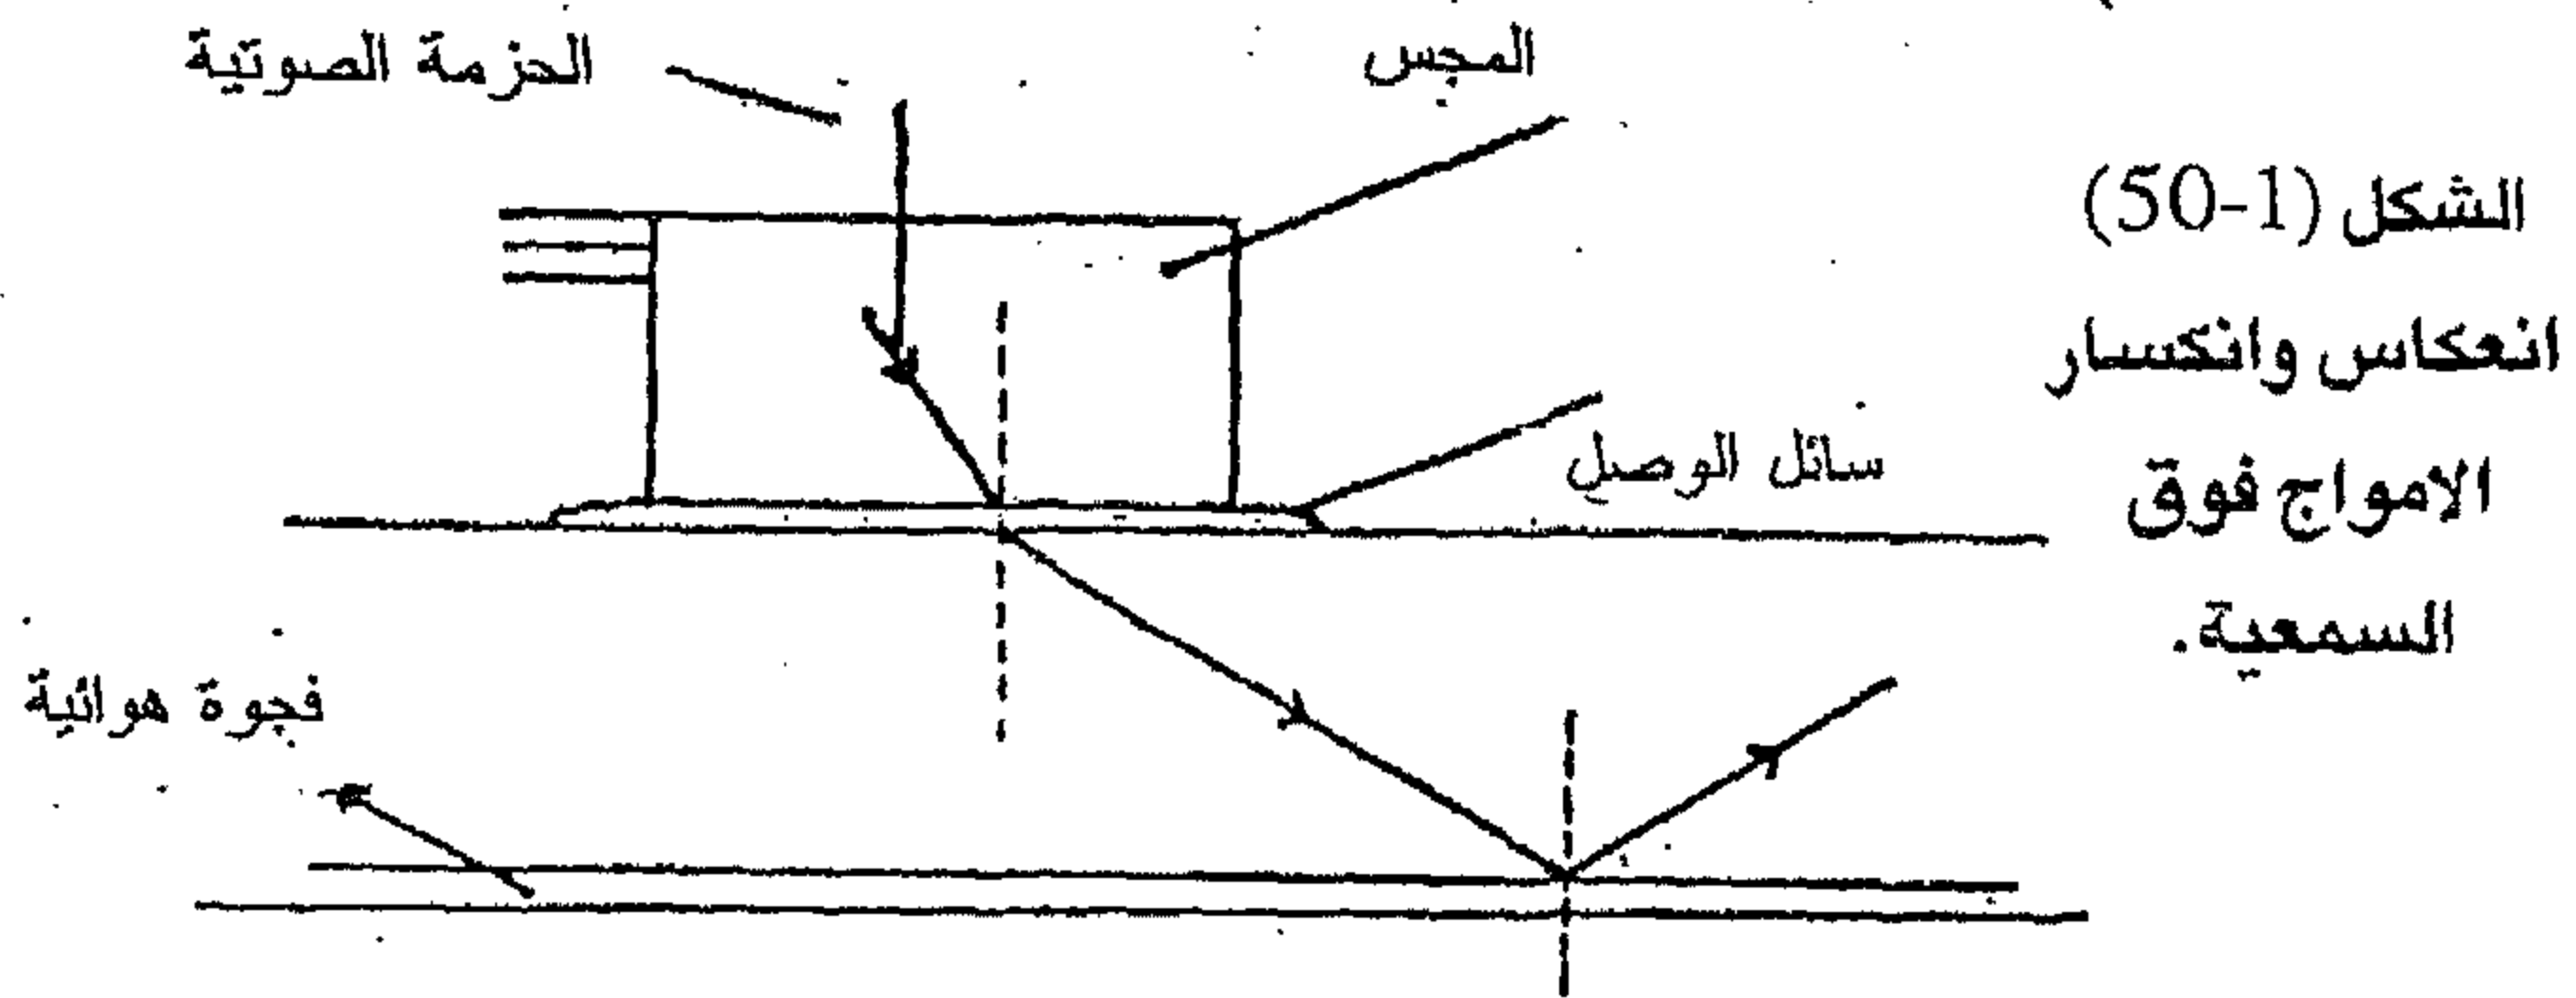 الحزمة الصوتية
المجس
الشكل (1-50)
انعكاس وانكسار
الامواج فوق
السمعية.
سائل الوصل
فجوة هوائية